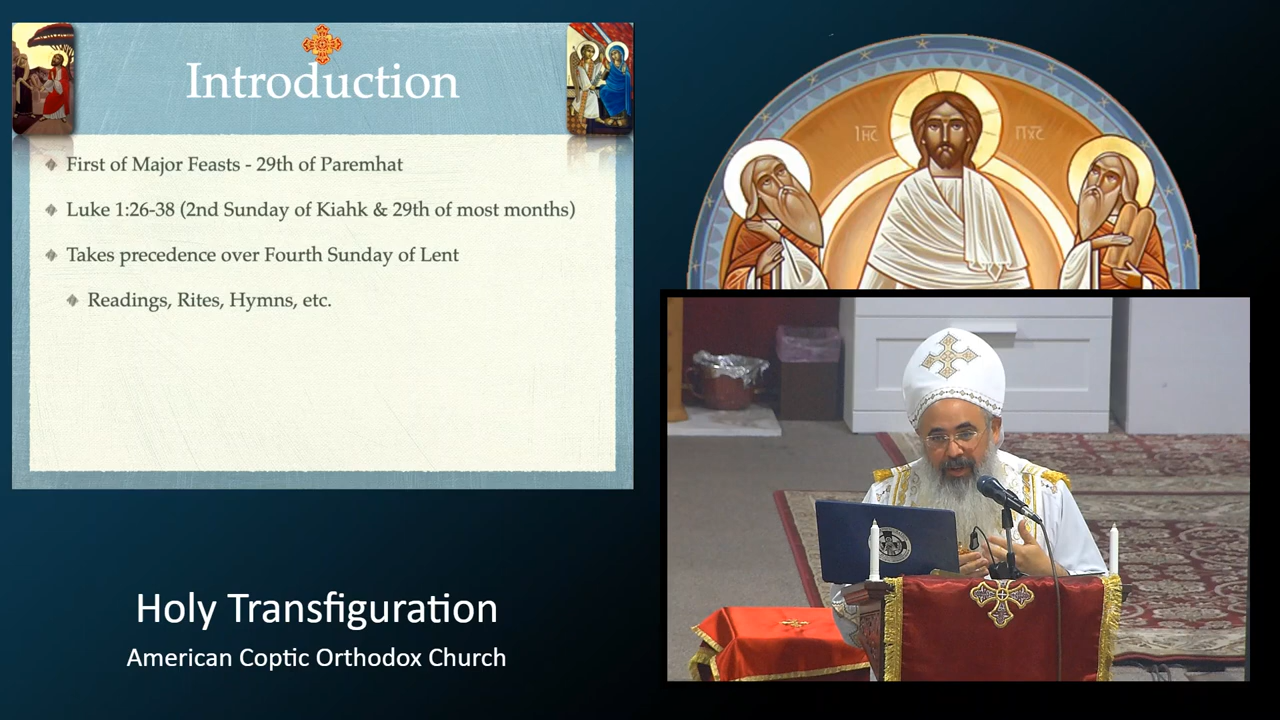 Introduction
First of Major Feasts - 29th of Paremhat
Luke 1:26-38 (2nd Sunday of Kiahk & 29th of most months)
Takes precedence over Fourth Sunday of Lent
Readings, Rites, Hymns, etc.
Holy Transfiguration
American Coptic Orthodox Church
ΙΗC ΠΧC